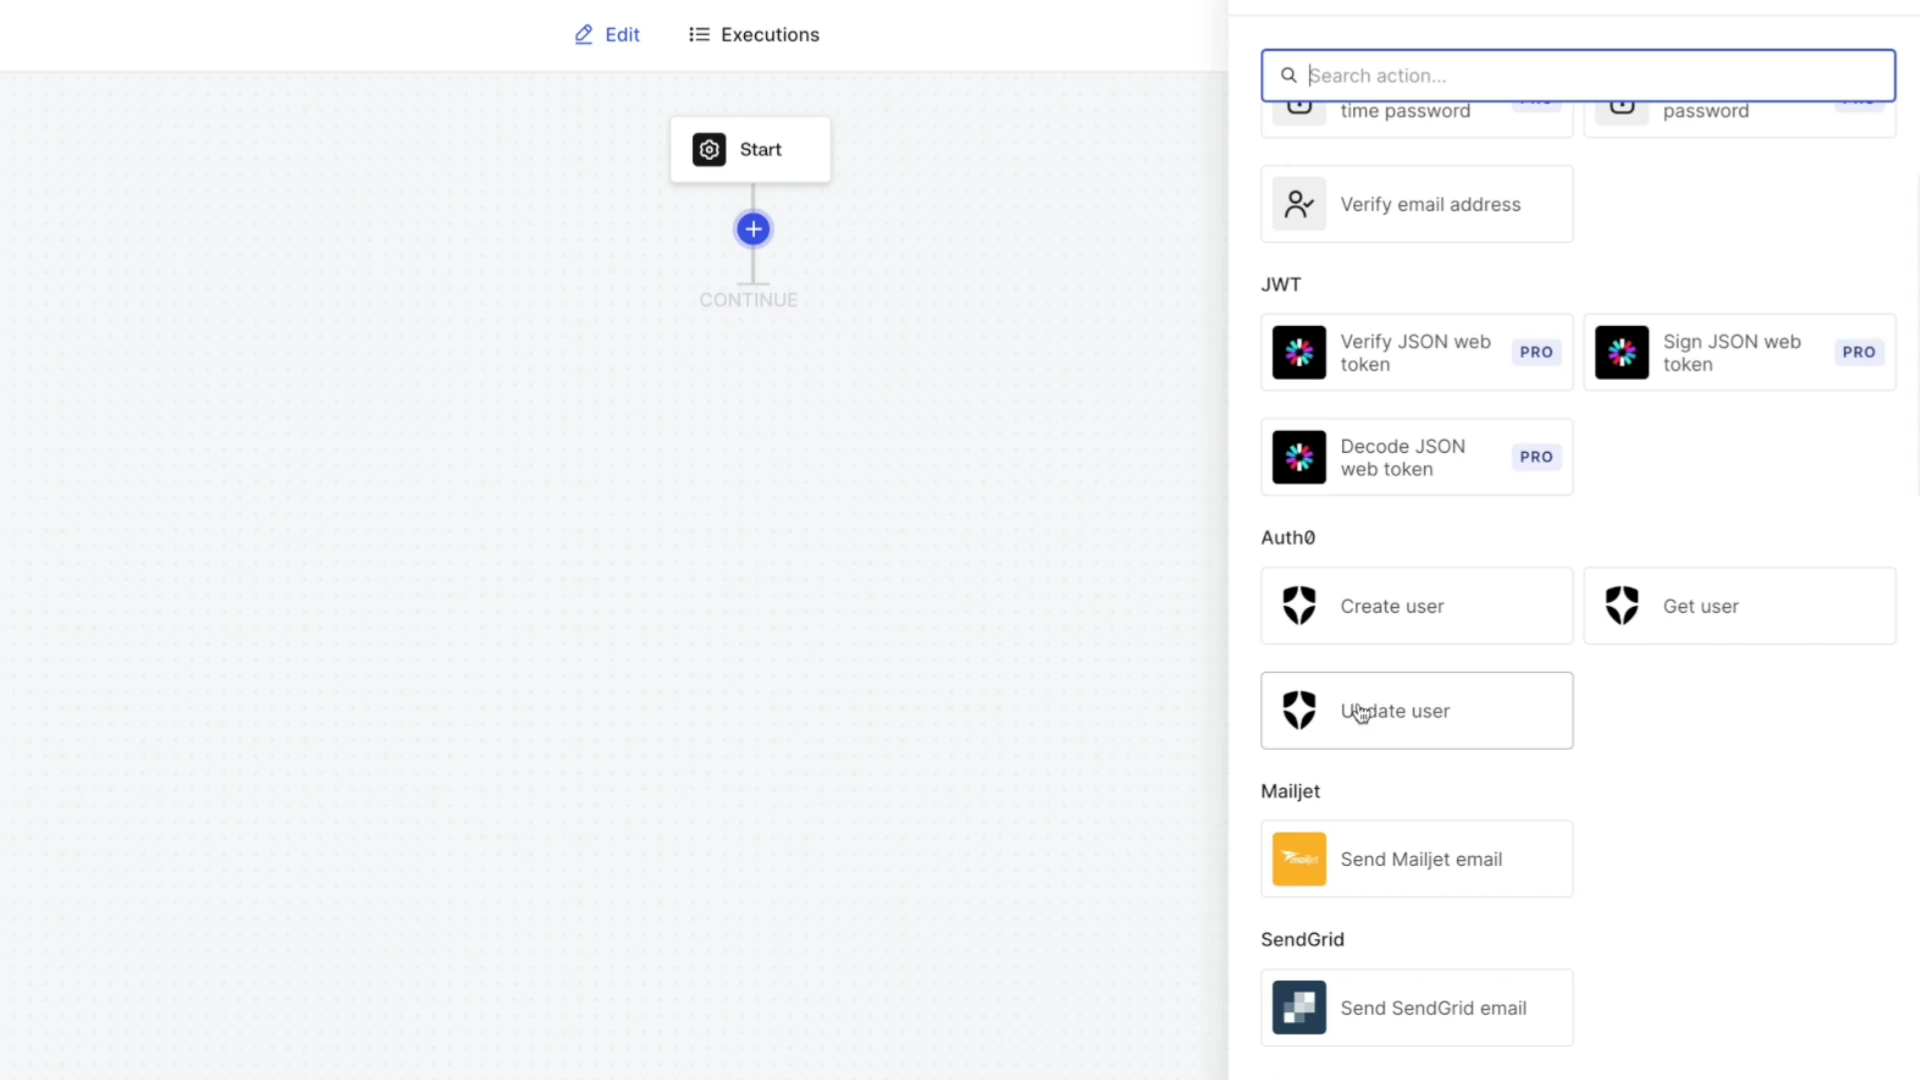 Edit
Executions
Start
CONTINUE
Search action...
time password
password
Verify email address
JWT
Verify JSON web
token
PRO
Sign JSON web
token
PRO
Decode JSON
web token
PRO
Auth0
Create user
Get user
Update user
Mailjet
mailjet
Send Mailjet email
SendGrid
Send SendGrid email